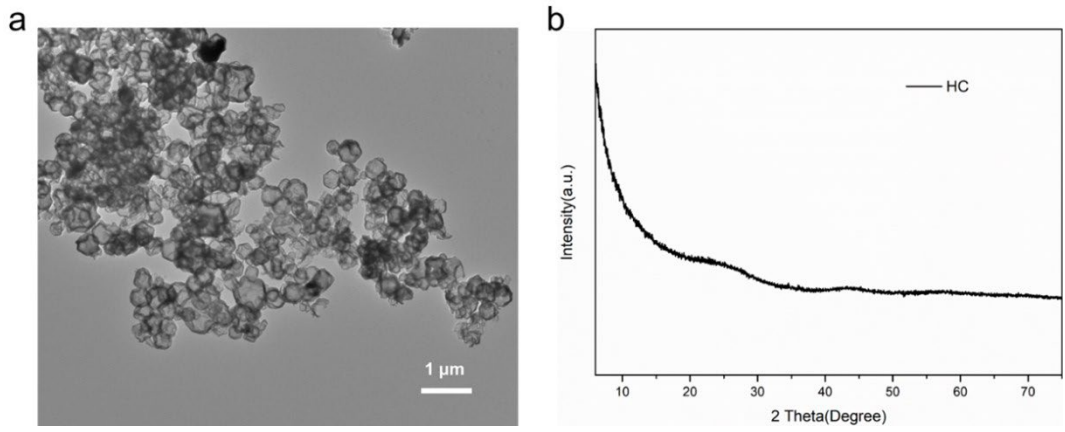 a
1 μm
b
HC
Intensity(a.u.)
10 20 30 40 50 60 70
2 Theta(Degree)